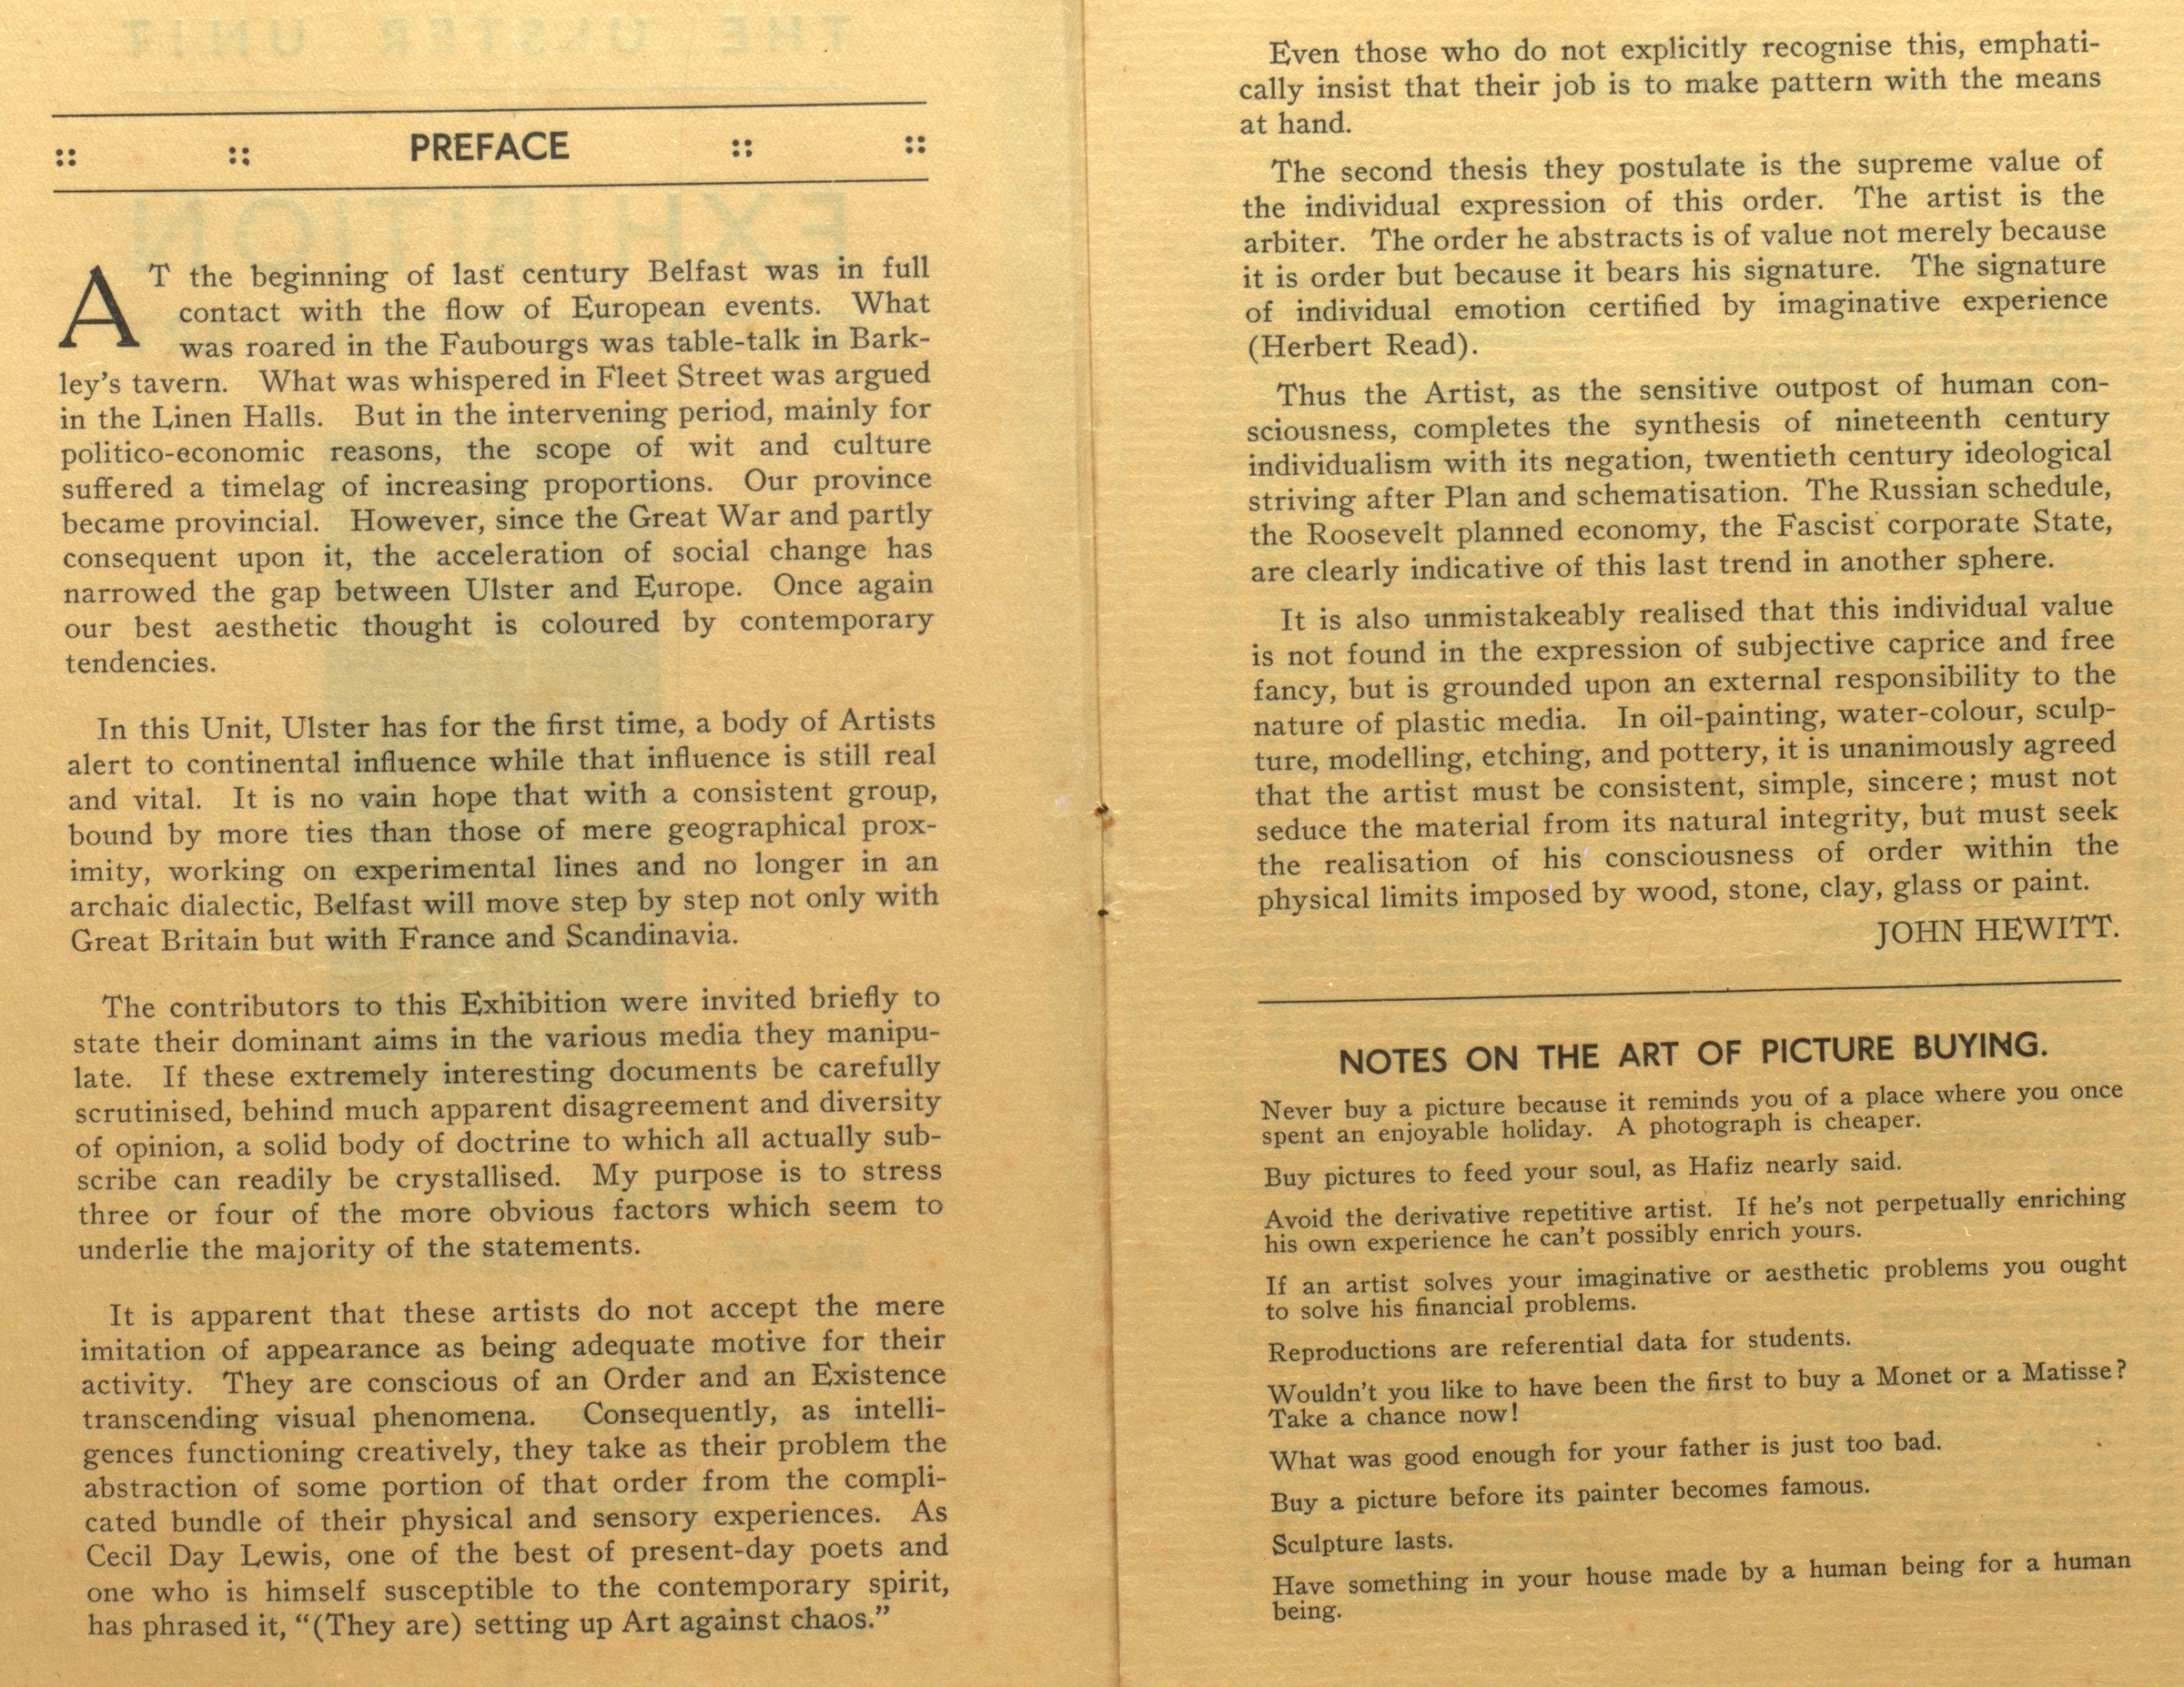 PREFACE
AT the beginning of last century Belfast was in full
contact with the flow of European events. What
was roared in the Faubourgs was table-talk in Bark-
ley's tavern. What was whispered in Fleet Street was argued
in the Linen Halls. But in the intervening period, mainly for
politico-economic reasons, the scope of wit and culture
suffered a timelag of increasing proportions. Our province
became provincial. However, since the Great War and partly
consequent upon it, the acceleration of social change has
narrowed the gap between Ulster and Europe. Once again
our best aesthetic thought is coloured by contemporary
tendencies.
In this Unit, Ulster has for the first time, a body of Artists
alert to continental influence while that influence is still real
and vital. It is no vain hope that with a consistent group,
bound by more ties than those of mere geographical prox-
imity, working on experimental lines and no longer in an
archaic dialectic, Belfast will move step by step not only with
Great Britain but with France and Scandinavia.
The contributors to this Exhibition were invited briefly to
state their dominant aims in the various media they manipu-
late. If these extremely interesting documents be carefully
scrutinised, behind much apparent disagreement and diversity
of opinion, a solid body of doctrine to which all actually sub-
scribe can readily be crystallised. My purpose is to stress
three or four of the more obvious factors which seem to
underlie the majority of the statements.
It is apparent that these artists do not accept the mere
imitation of appearance as being adequate motive for their
activity. They are conscious of an Order and an Existence
transcending visual phenomena. Consequently, as intelli-
gences functioning creatively, they take as their problem the
abstraction of some portion of that order from the compli-
cated bundle of their physical and sensory experiences. As
Cecil Day Lewis, one of the best of present-day poets and
one who is himself susceptible to the contemporary spirit,
has phrased it, "(They are) setting up Art against chaos."
Even those who do not explicitly recognise this, emphati-
cally insist that their job is to make pattern with the means
at hand.
The second thesis they postulate is the supreme value of
the individual expression of this order. The artist is the
arbiter. The order he abstracts is of value not merely because
it is order but because it bears his signature. The signature
of individual emotion certified by imaginative experience
(Herbert Read).
Thus the Artist, as the sensitive outpost of human con-
sciousness, completes the synthesis of nineteenth century
individualism with its negation, twentieth century ideological
striving after Plan and schematisation. The Russian schedule,
the Roosevelt planned economy, the Fascist corporate State,
are clearly indicative of this last trend in another sphere.
It is also unmistakeably realised that this individual value
is not found in the expression of subjective caprice and free
fancy, but is grounded upon an external responsibility to the
nature of plastic media. In oil-painting, water-colour, sculp-
ture, modelling, etching, and pottery, it is unanimously agreed
that the artist must be consistent, simple, sincere; must not
seduce the material from its natural integrity, but must seek
the realisation of his consciousness of order within the
physical limits imposed by wood, stone, clay, glass or paint.
JOHN HEWITT.
NOTES ON THE ART OF PICTURE BUYING.
Never buy a picture because it reminds you of a place where you once
spent an enjoyable holiday. A photograph is cheaper.
Buy pictures to feed your soul, as Hafiz nearly said.
Avoid the derivative repetitive artist. If he's not perpetually enriching
his own experience he can't possibly enrich yours.
If an artist solves your imaginative or aesthetic problems you ought
to solve his financial problems.
Reproductions are referential data for students.
Wouldn't you like to have been the first to buy a Monet or a Matisse?
Take a chance now!
What was good enough for your father is just too bad.
Buy a picture before its painter becomes famous.
Sculpture lasts.
Have something in your house made by a human being for a human
being.